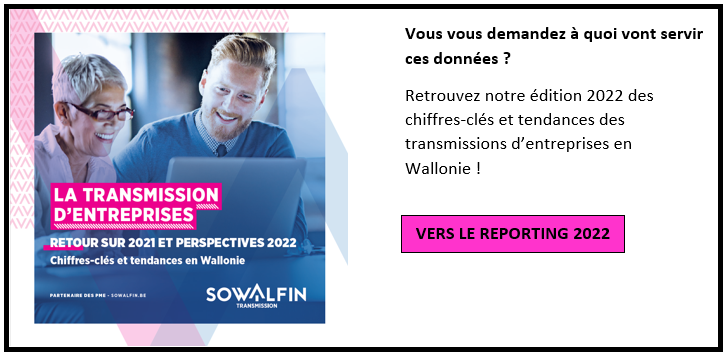 LA TRANSMISSION
D'ENTREPRISES
RETOUR SUR 2021 ET PERSPECTIVES 2022
Chiffres-clés et tendances en Wallonie
PARTENAIRE DES PME - SOWALFIN.BE
SOWALFIN
TRANSMISSION
Vous vous demandez à quoi vont servir
ces données ?
Retrouvez notre édition 2022 des
chiffres-clés et tendances des
transmissions d'entreprises en
Wallonie !
VERS LE REPORTING 2022